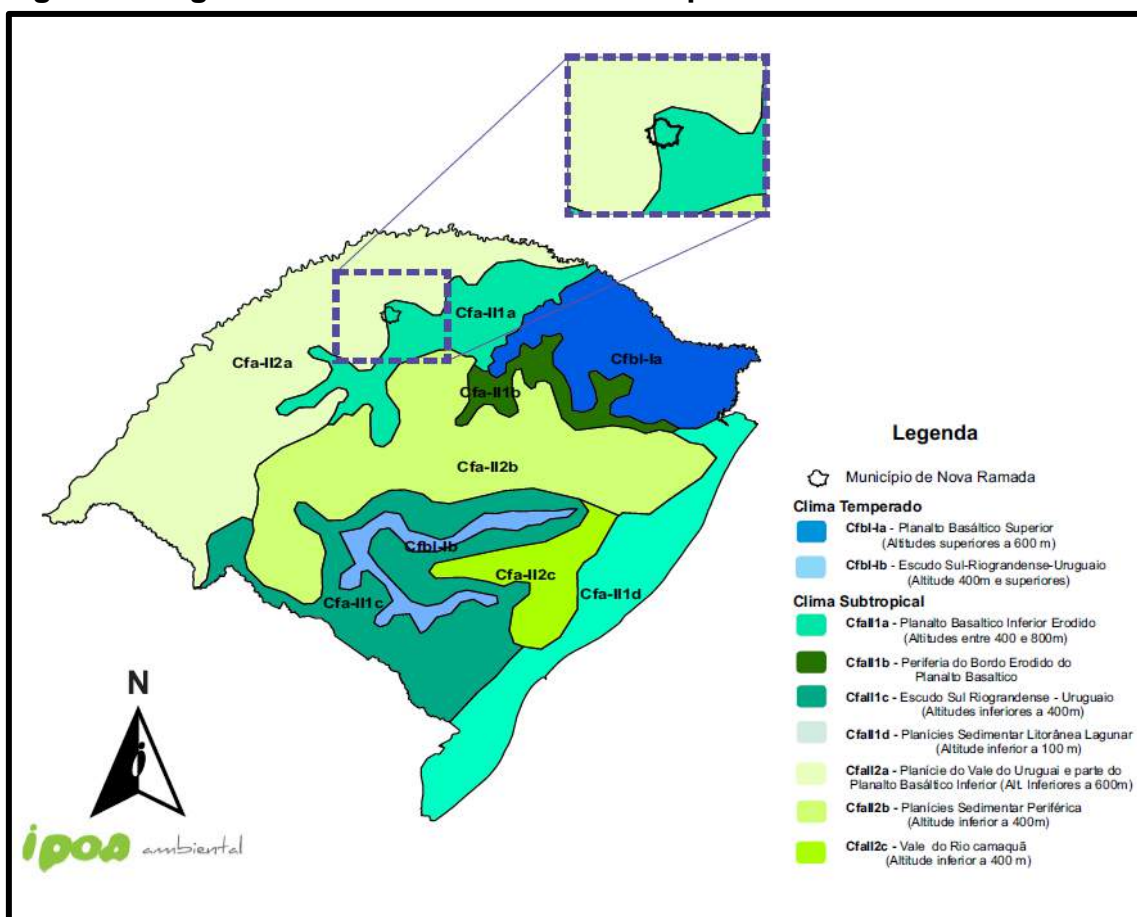 Cfa-II1a
Cfa-II2a
Cfbl-Ia
Cfa-II1b
Cfa-II2b
Cfbl-Ib
Cfa-II2c
Cfa-II1c
Cfa-II1d
N
ipoa ambiental
Legenda
Município de Nova Ramada
Clima Temperado
Cfbl-Ia - Planalto Basáltico Superior
(Altitudes superiores a 600 m)
Cfbl-Ib - Escudo Sul-Riograndense-Uruguaio
(Altitude 400m e superiores)
Clima Subtropical
CfaII1a - Planalto Basaltico Inferior Erodido
(Altitudes entre 400 e 800m)
CfaII1b - Periferia do Bordo Erodido do
Planalto Basaltico
CfaII1c - Escudo Sul Riograndense - Uruguaio
(Altitudes inferiores a 400m)
CfaII1d - Planícies Sedimentar Litorânea Lagunar
(Altitude inferior a 100 m)
CfaII2a - Planície do Vale do Uruguai e parte do
Planalto Basáltico Inferior (Alt. Inferiores a 600m)
CfaII2b - Planícies Sedimentar Periférica
(Altitude inferior a 400m)
CfaII2c - Vale do Rio camaquã
(Altitude inferior a 400 m)